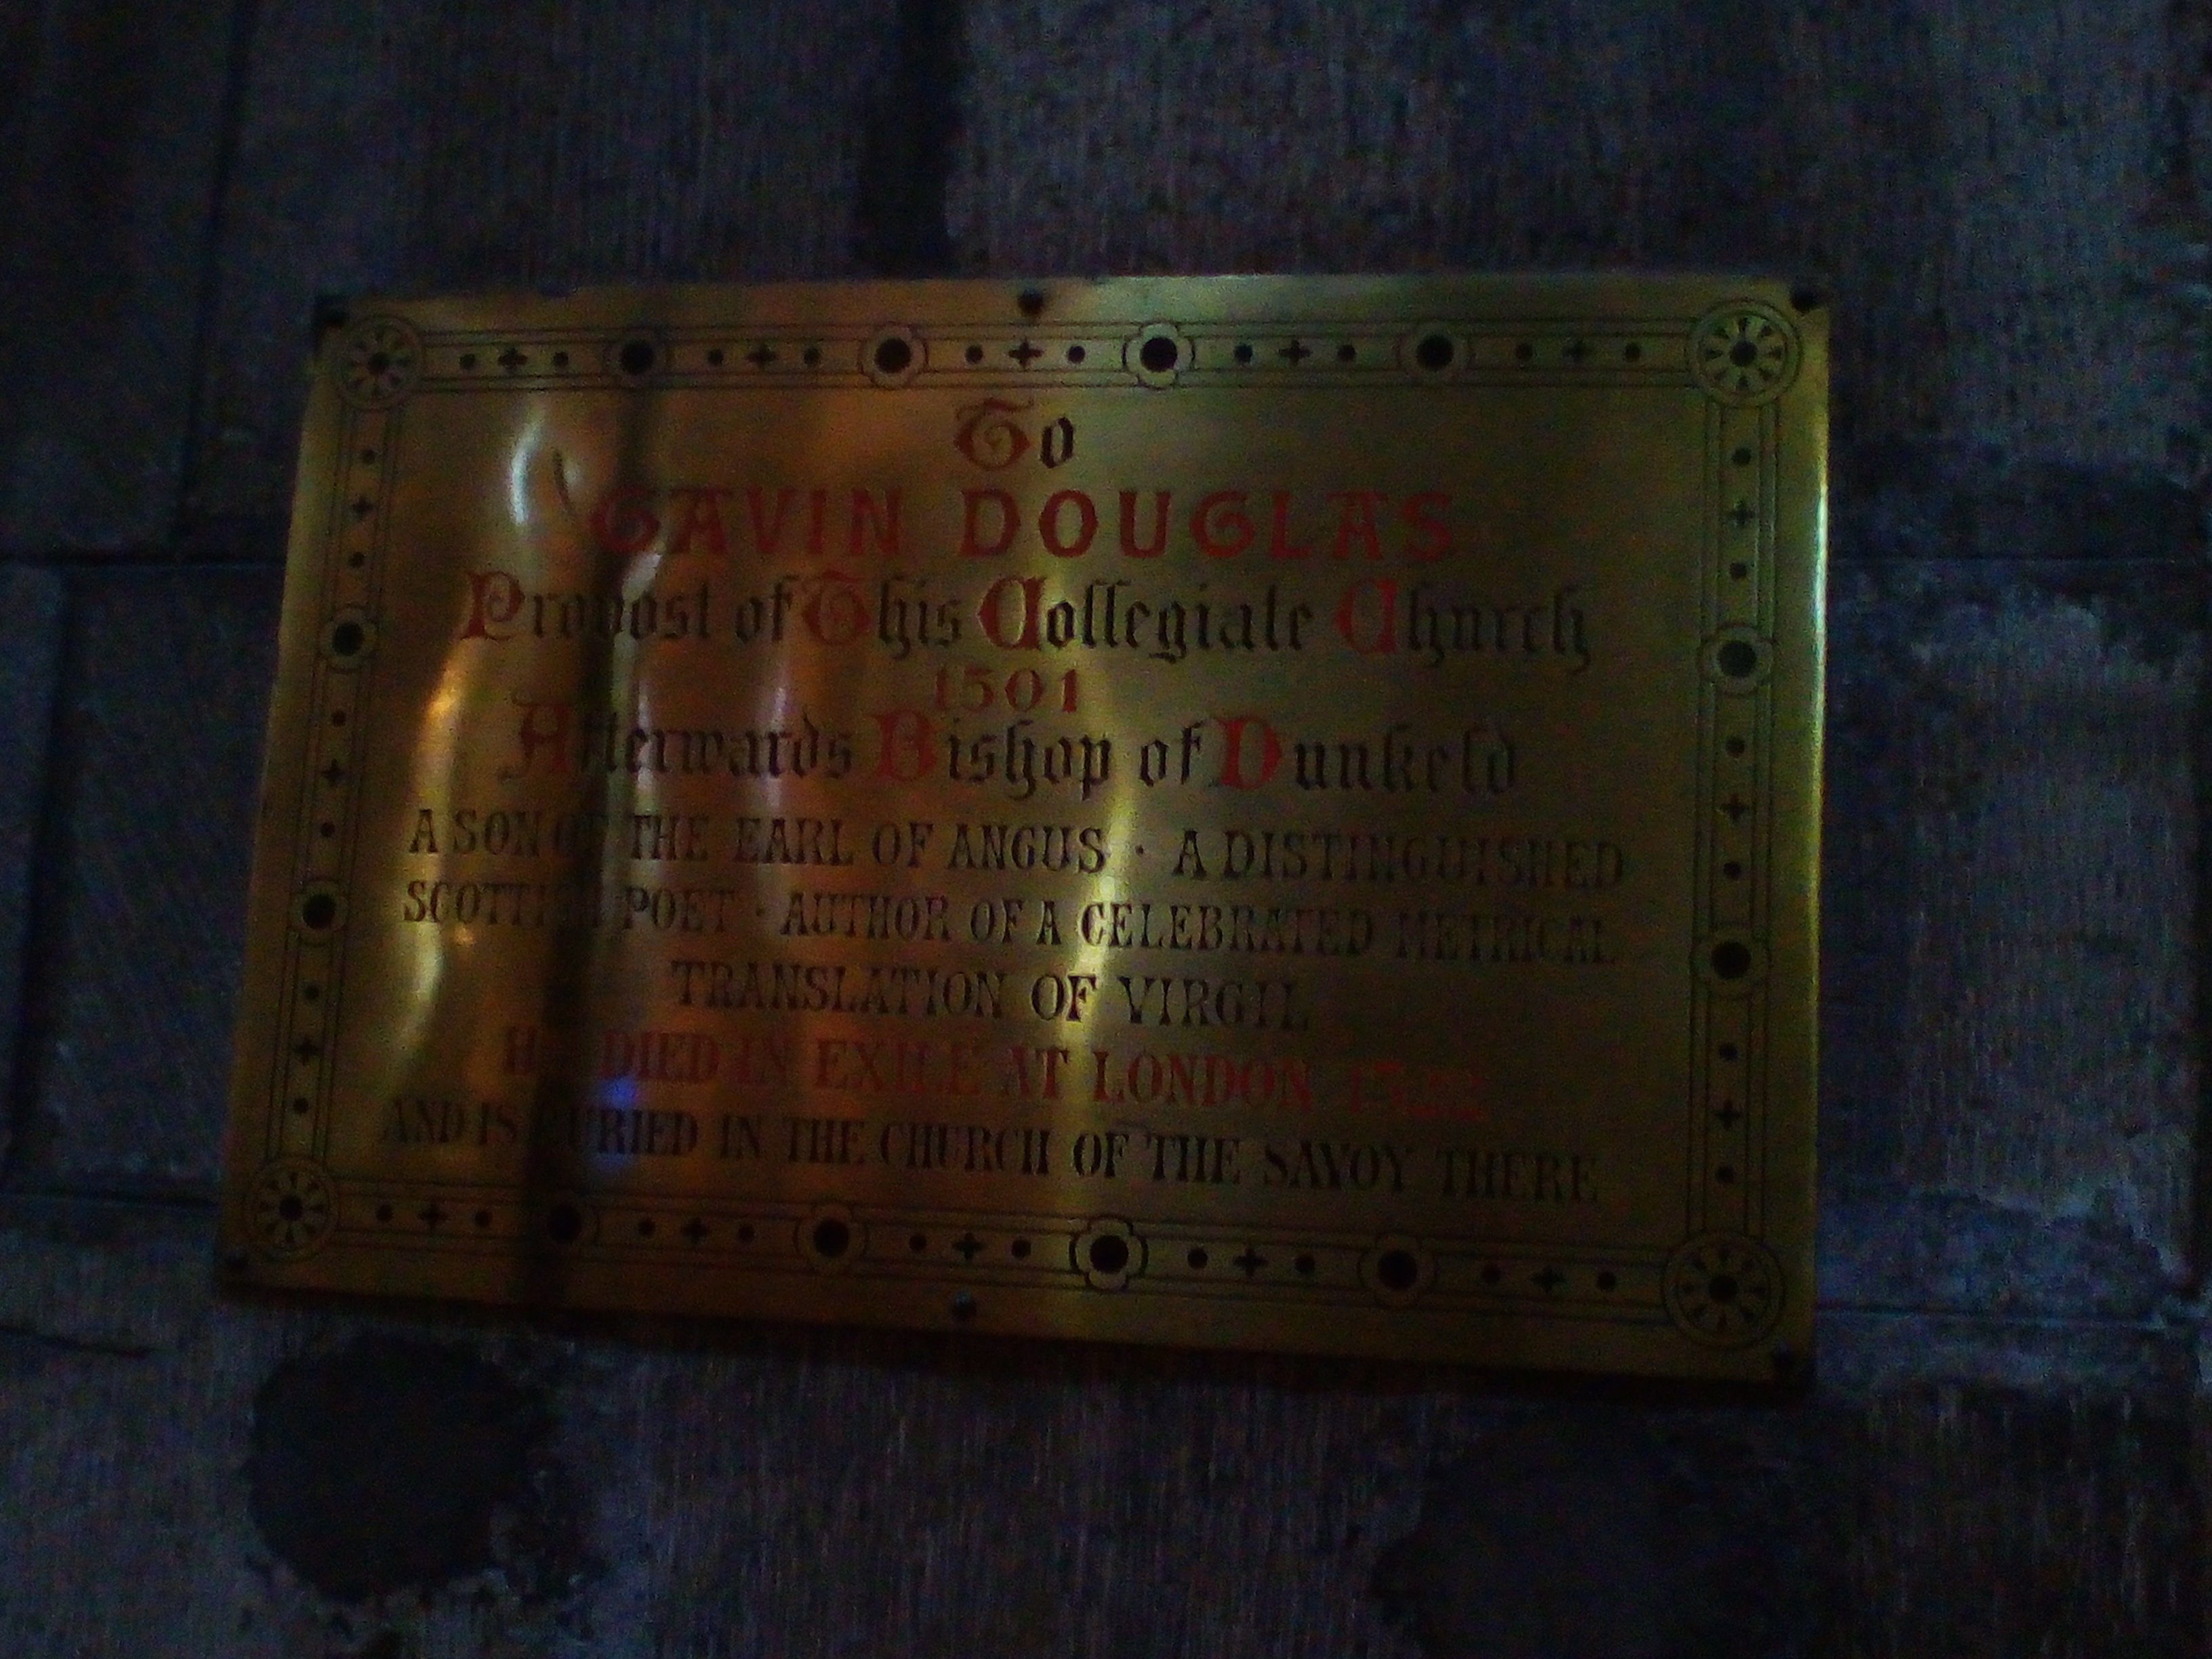 To
GAVIN DOUGLAS
Provost of This Collegiate Church
1501
Afterwards Bishop of Dunkeld
A SON OF THE EARL OF ANGUS · A DISTINGUISHED
SCOTTISH POET · AUTHOR OF A CELEBRATED METRICAL
TRANSLATION OF VIRGIL
HE DIED IN EXILE AT LONDON 1522
AND IS BURIED IN THE CHURCH OF THE SAVOY THERE